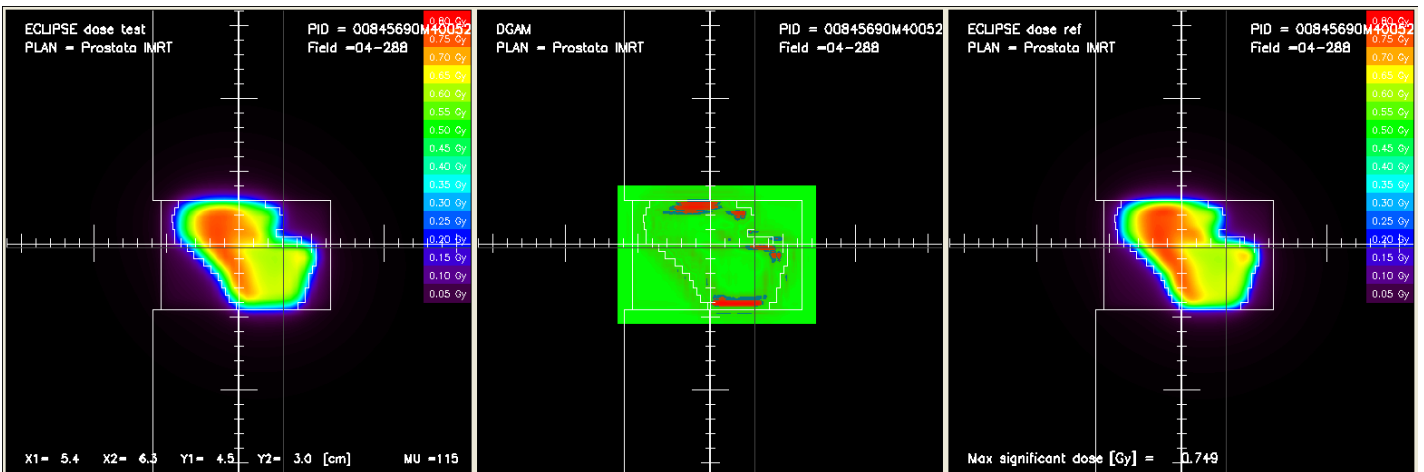 ECLIPSE dose test
PID = 00845690M40052
PLAN = Prostata IMRT
Field =04-288
0.80 Gy
0.75 Gy
0.70 Gy
0.65 Gy
0.60 Gy
0.55 Gy
0.50 Gy
0.45 Gy
0.40 Gy
0.35 Gy
0.30 Gy
0.25 Gy
0.20 Gy
0.15 Gy
0.10 Gy
0.05 Gy
X1= 5.4 X2= 6.3 Y1= 4.5 Y2= 3.0 [cm] MU =115
DGAM
PID = 00845690M40052
PLAN = Prostata IMRT
Field =04-288
ECLIPSE dose ref
PID = 00845690M40052
PLAN = Prostata IMRT
Field =04-288
0.80 Gy
0.75 Gy
0.70 Gy
0.65 Gy
0.60 Gy
0.55 Gy
0.50 Gy
0.45 Gy
0.40 Gy
0.35 Gy
0.30 Gy
0.25 Gy
0.20 Gy
0.15 Gy
0.10 Gy
0.05 Gy
Max significant dose [Gy] = 0.749